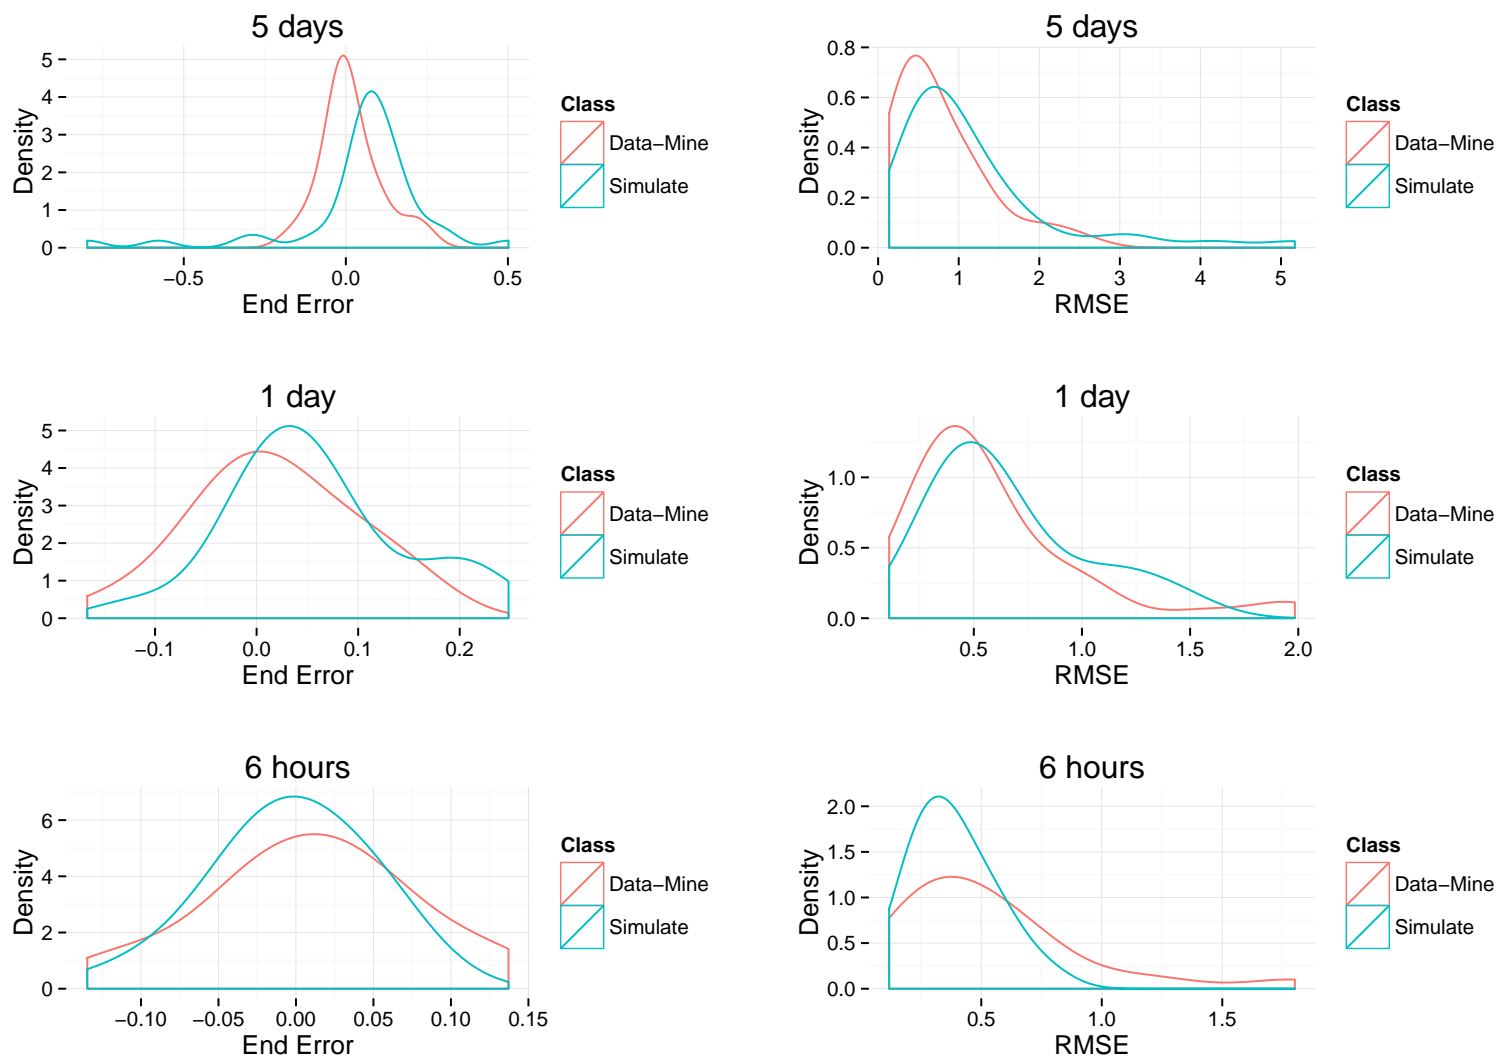 5 days
Density
5
4
3
2
1
0
−0.5 0.0 0.5
End Error
Class
Data−Mine
Simulate
5 days
Density
0.8
0.6
0.4
0.2
0.0
0 1 2 3 4 5
RMSE
Class
Data−Mine
Simulate
1 day
Density
5
4
3
2
1
0
−0.1 0.0 0.1 0.2
End Error
Class
Data−Mine
Simulate
1 day
Density
1.0
0.5
0.0
0.5 1.0 1.5 2.0
RMSE
Class
Data−Mine
Simulate
6 hours
Density
6
4
2
0
−0.10 −0.05 0.00 0.05 0.10 0.15
End Error
Class
Data−Mine
Simulate
6 hours
Density
2.0
1.5
1.0
0.5
0.0
0.5 1.0 1.5
RMSE
Class
Data−Mine
Simulate